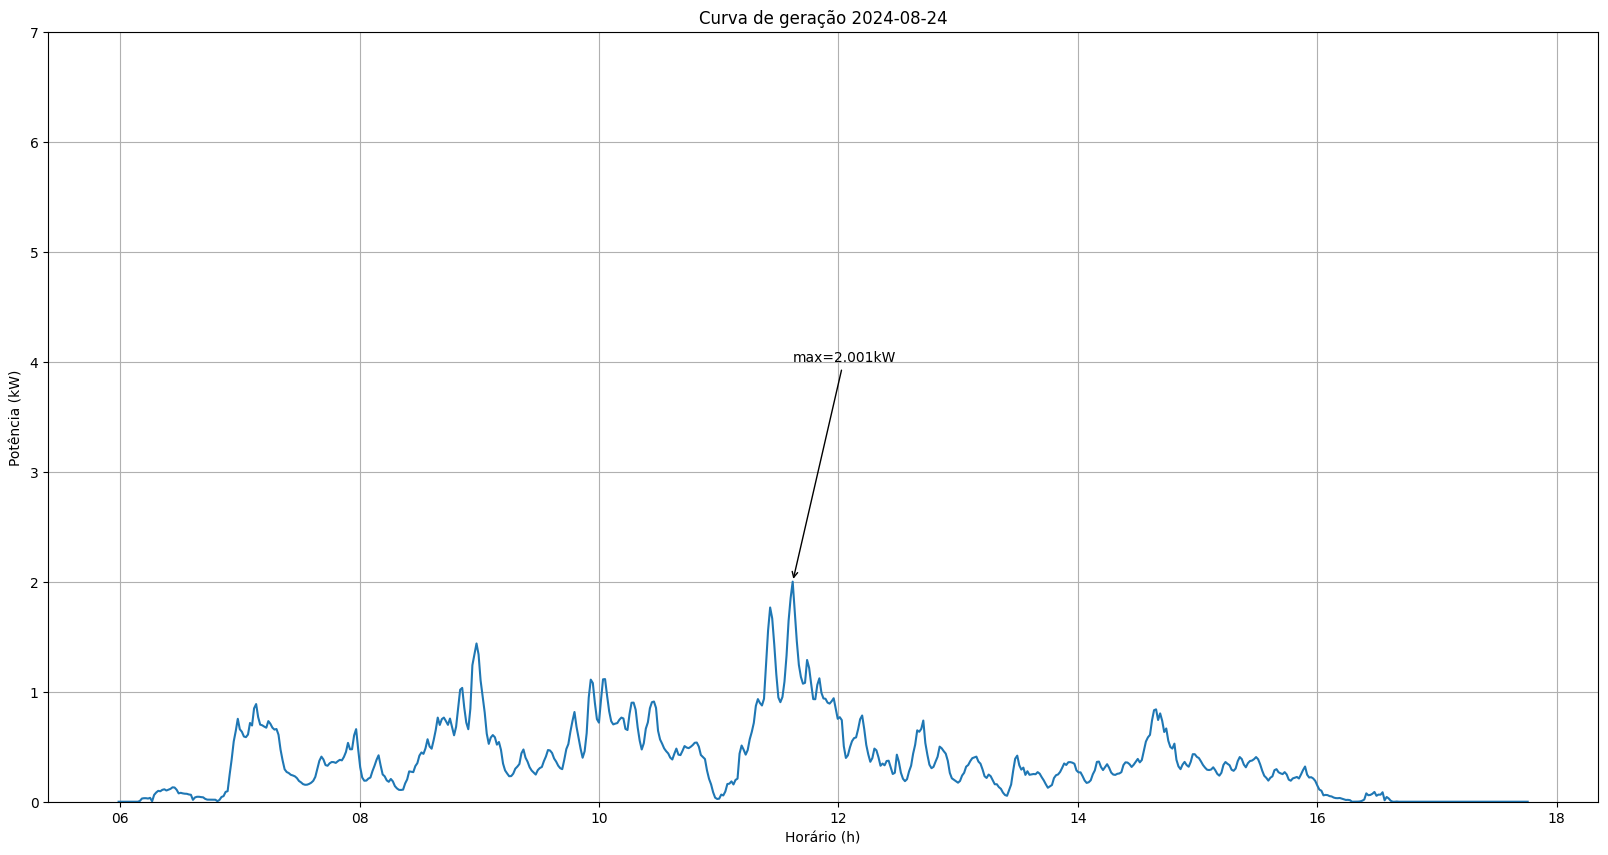 Curva de geração 2024-08-24
7
6
5
4
3
2
1
0
Potência (kW)
max=2.001kW
06 08 10 12 14 16 18
Horário (h)